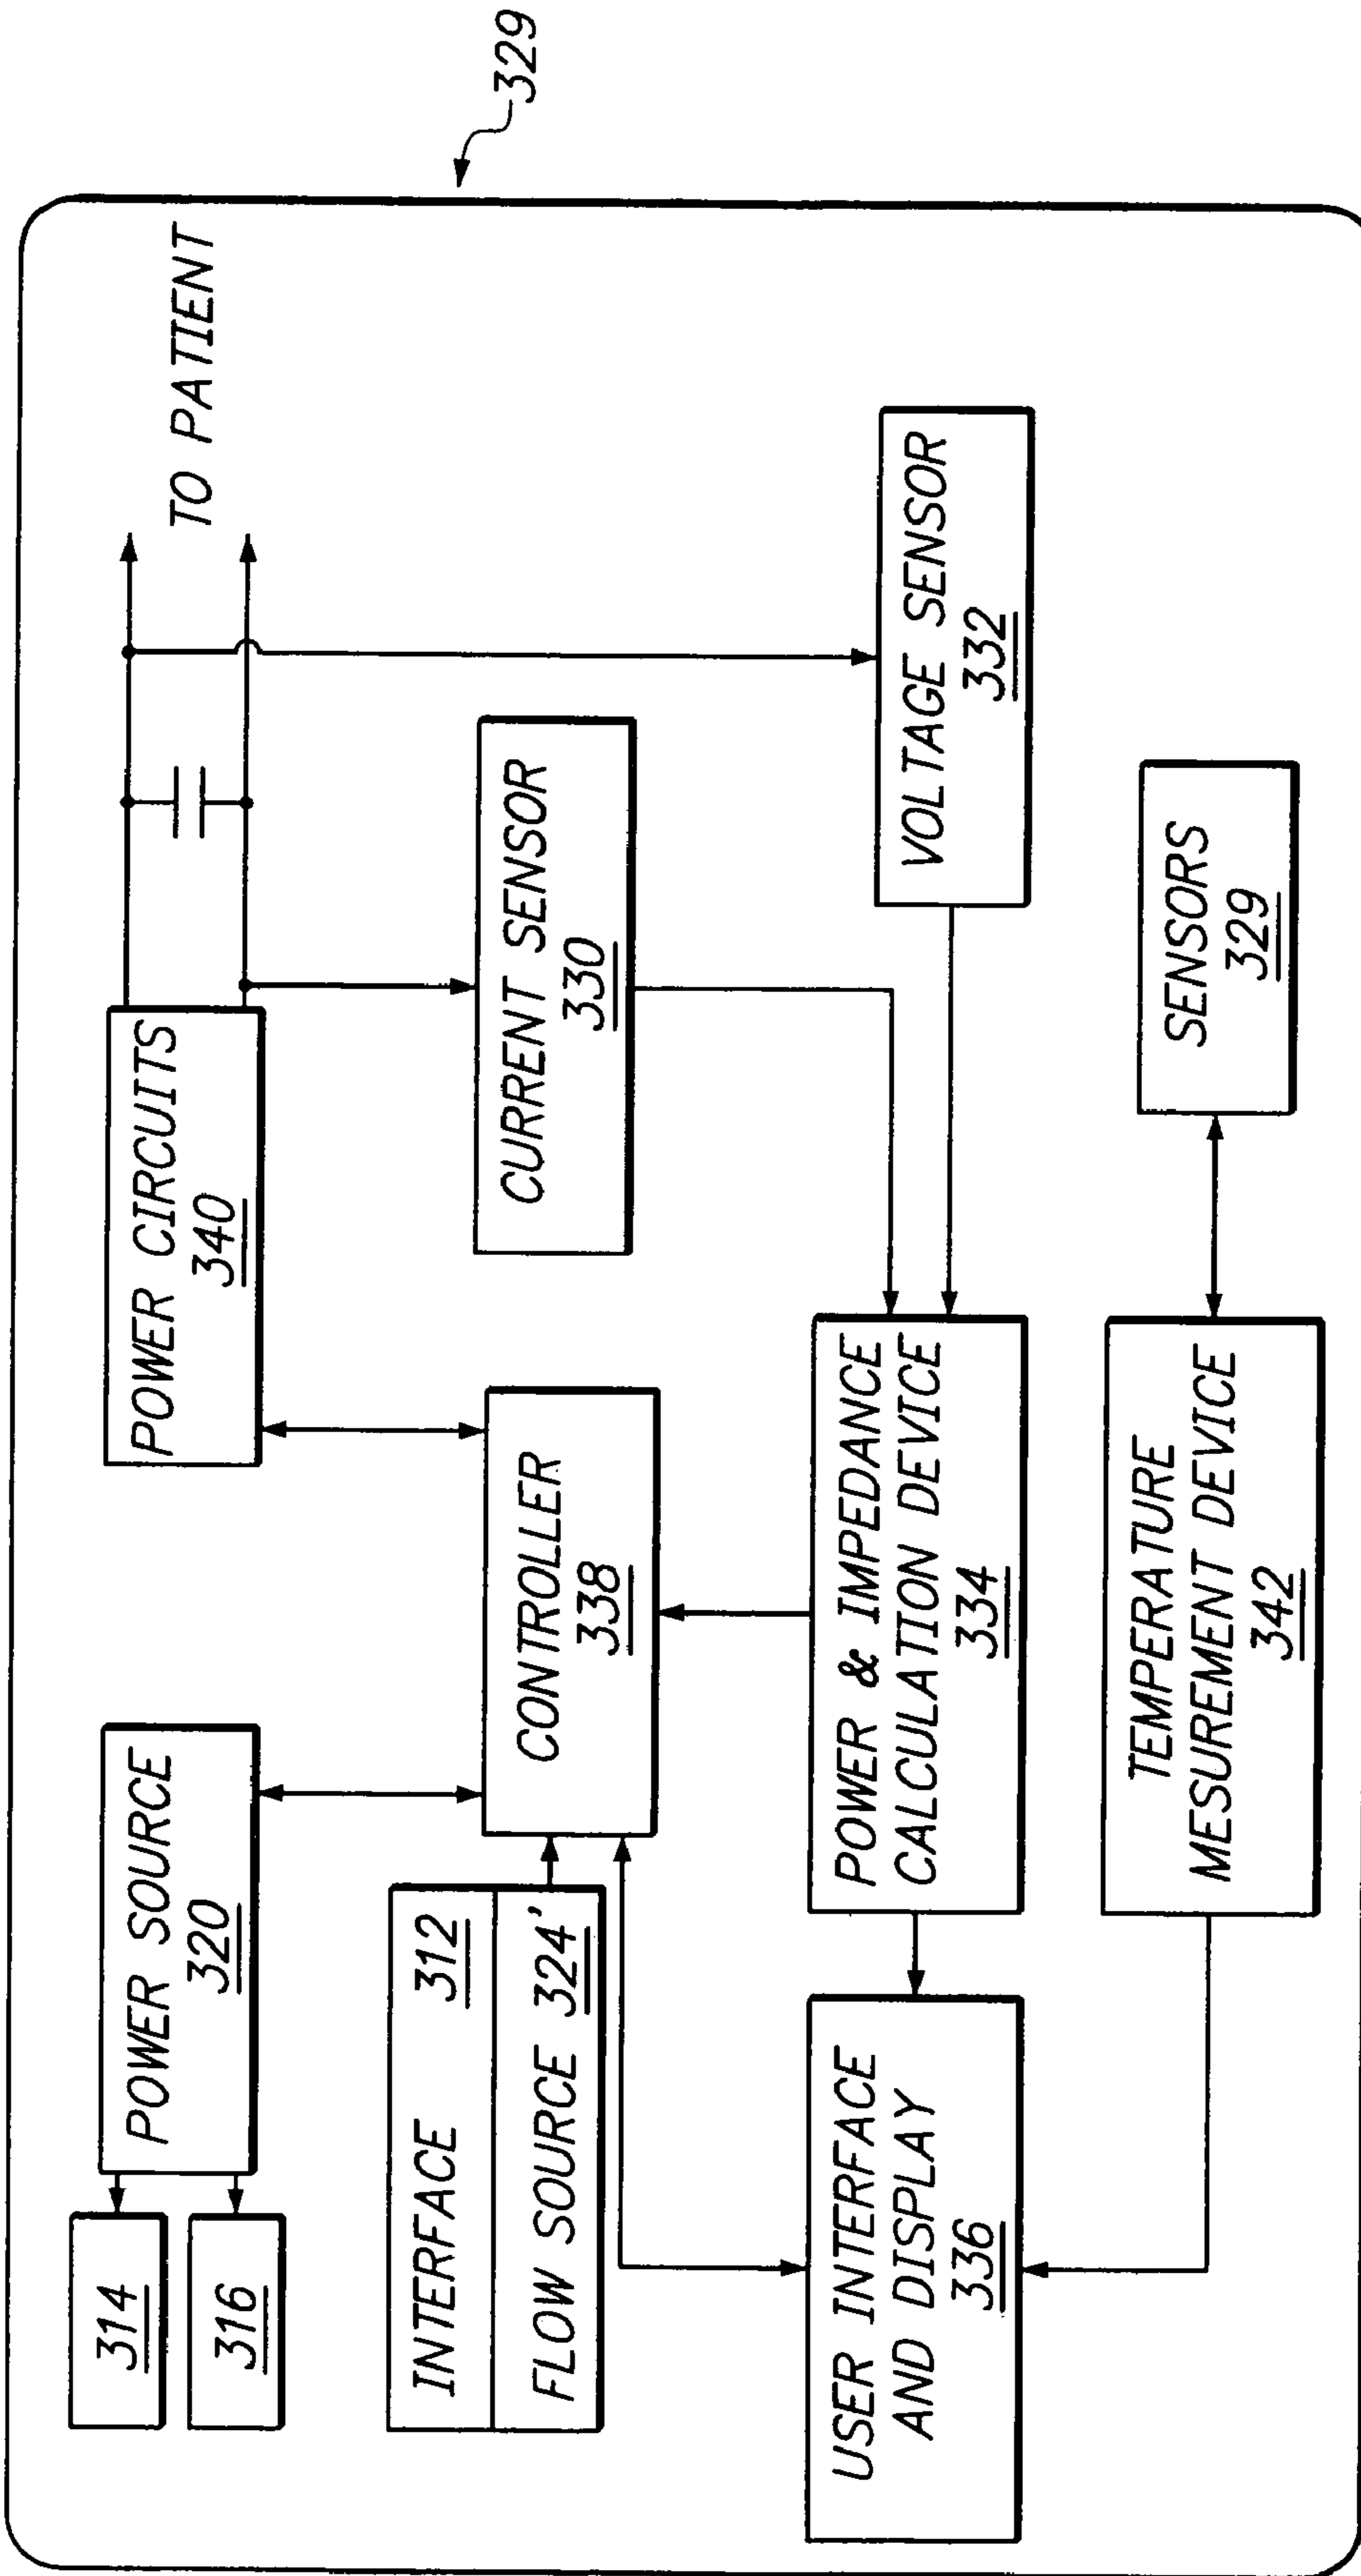 329
TO PATIENT
314
316
POWER SOURCE
320
POWER CIRCUITS
340
INTERFACE 312
FLOW SOURCE 324'
CONTROLLER
338
CURRENT SENSOR
330
USER INTERFACE
AND DISPLAY
336
POWER & IMPEDANCE
CALCULATION DEVICE
334
VOLTAGE SENSOR
332
TEMPERATURE
MESUREMENT DEVICE
342
SENSORS
329